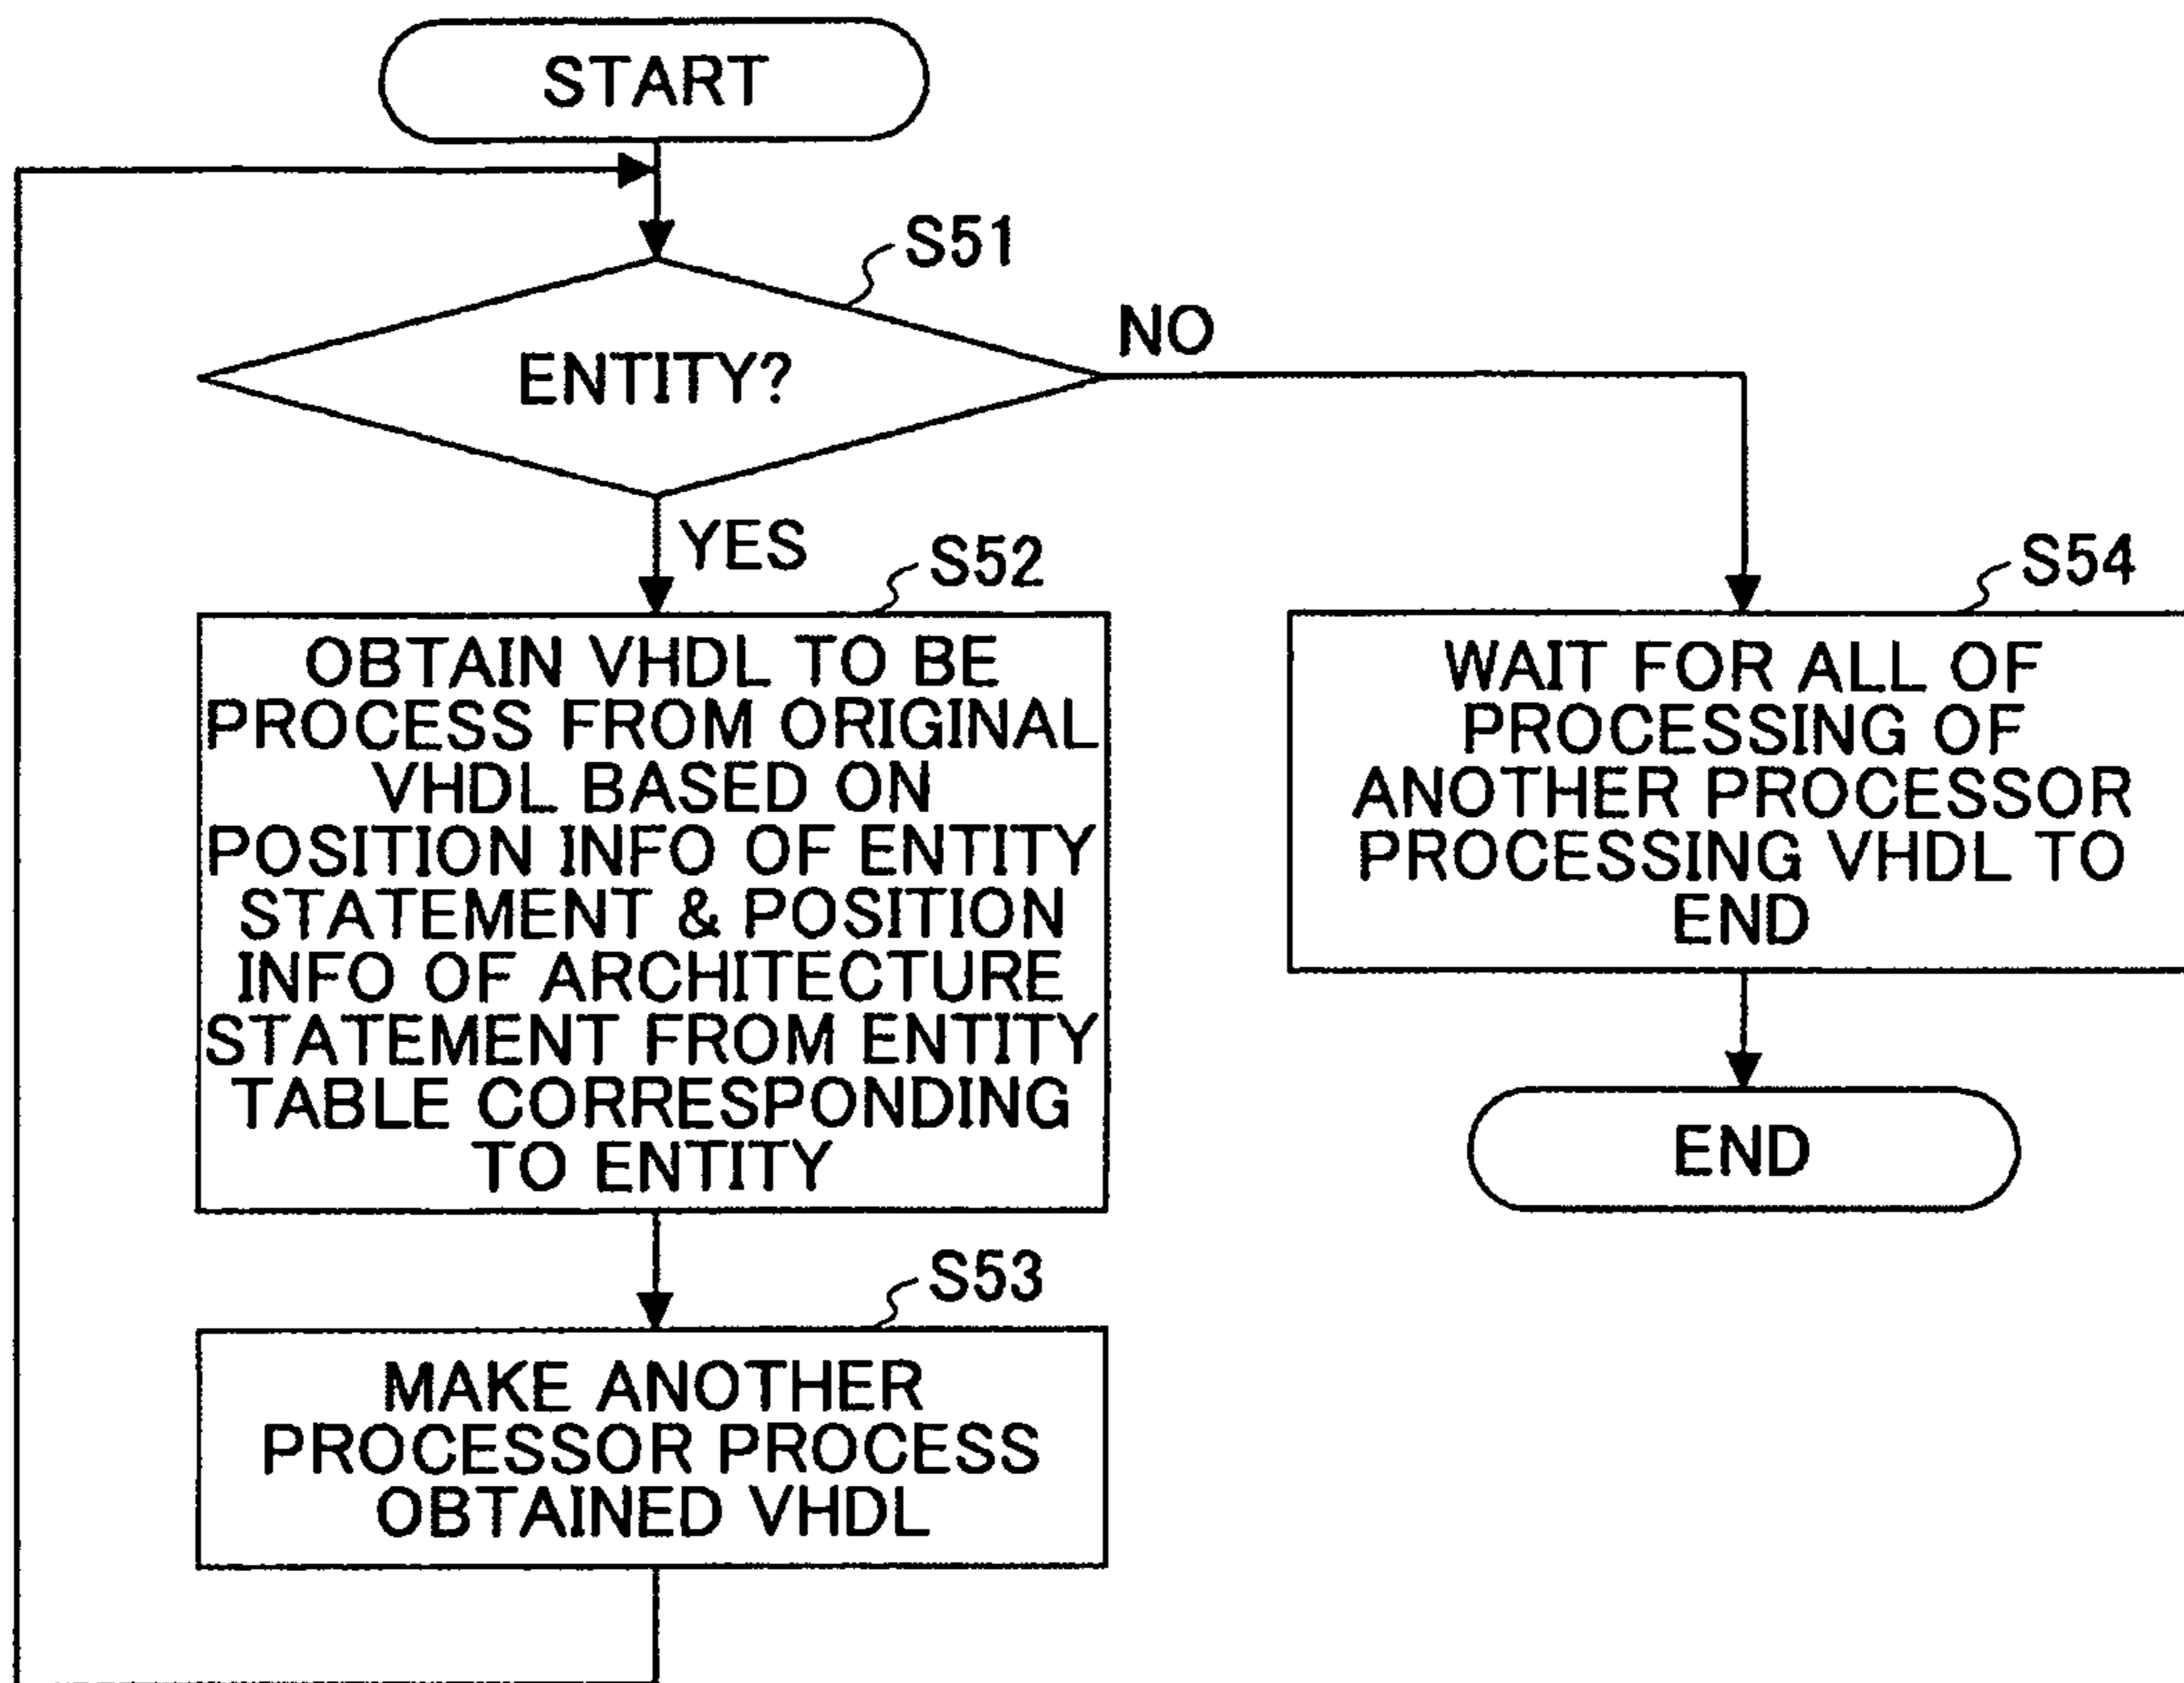 START
S51
ENTITY?
NO
YES
S52
OBTAIN VHDL TO BE
PROCESS FROM ORIGINAL
VHDL BASED ON
POSITION INFO OF ENTITY
STATEMENT & POSITION
INFO OF ARCHITECTURE
STATEMENT FROM ENTITY
TABLE CORRESPONDING
TO ENTITY
S53
MAKE ANOTHER
PROCESSOR PROCESS
OBTAINED VHDL
S54
WAIT FOR ALL OF
PROCESSING OF
ANOTHER PROCESSOR
PROCESSING VHDL TO
END
END